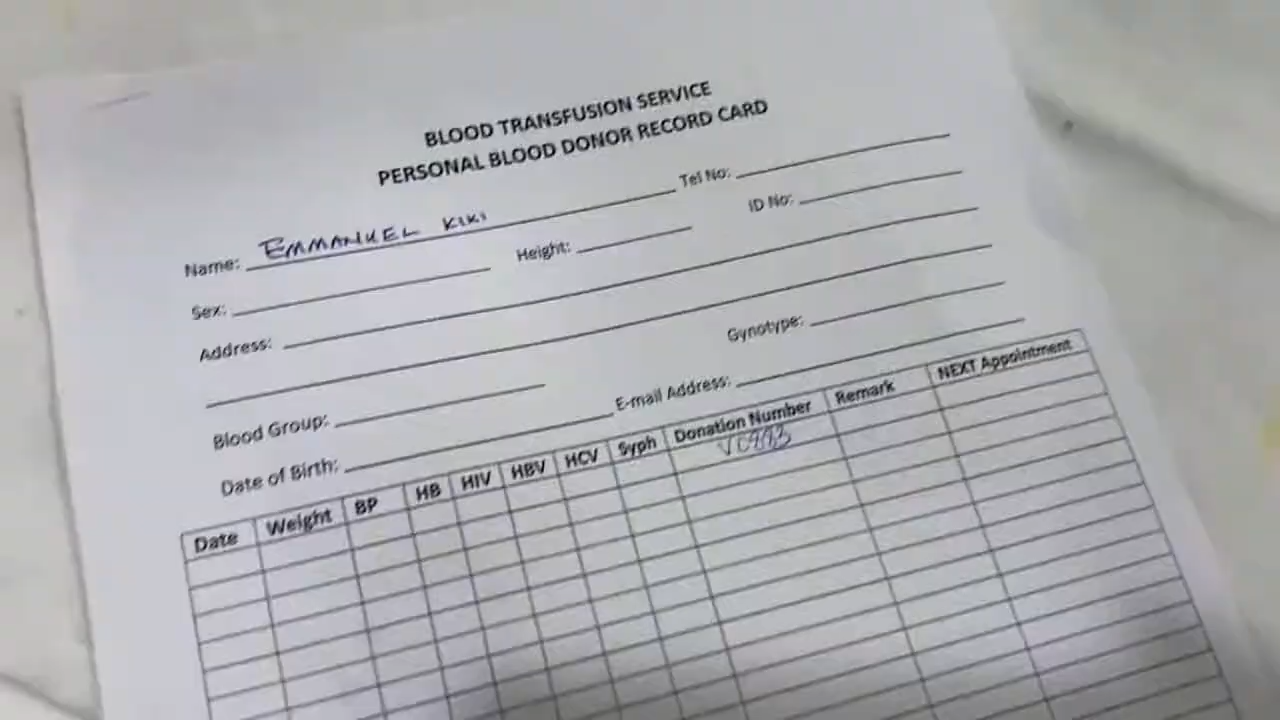 BLOOD TRANSFUSION SERVICE
PERSONAL BLOOD DONOR RECORD CARD
Name: EMMANUEL KIKI Tel No:
Sex: Height: ID No:
Address:
Blood Group: Gynotype:
Date of Birth: E-mail Address:
Date Weight BP HB HIV HBV HCV Syph Donation Number Remark NEXT Appointment